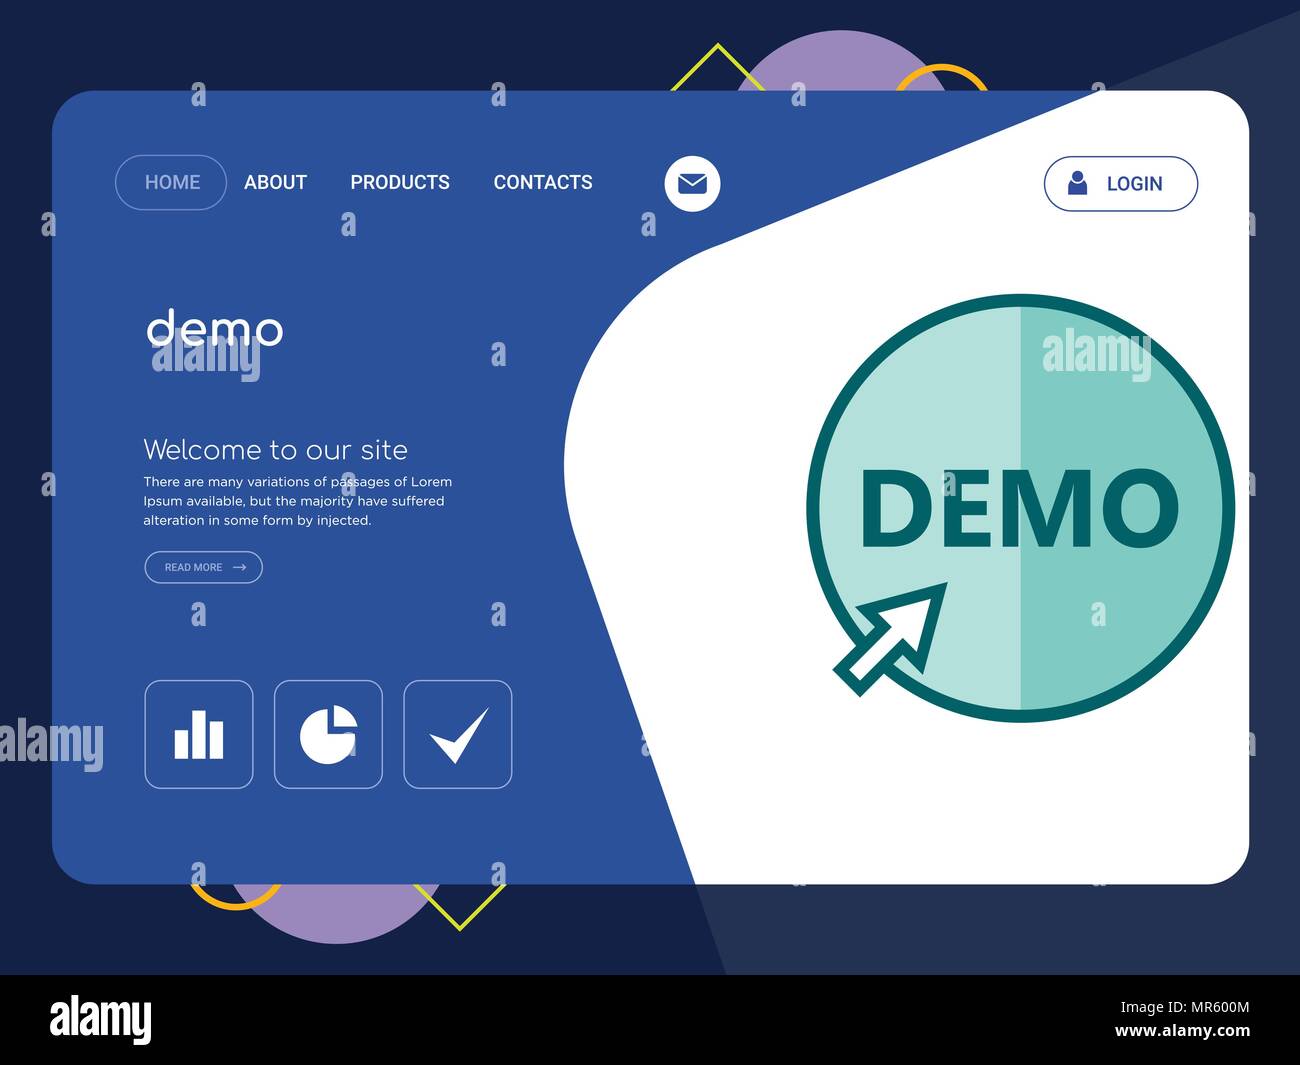 HOME ABOUT PRODUCTS CONTACTS LOGIN
demo
Welcome to our site
There are many variations of passages of Lorem
Ipsum available, but the majority have suffered
alteration in some form by injected.
READ MORE
DEMO
alamy
alamy
alamy
a
alamy
Image ID: MR600M
www.alamy.com